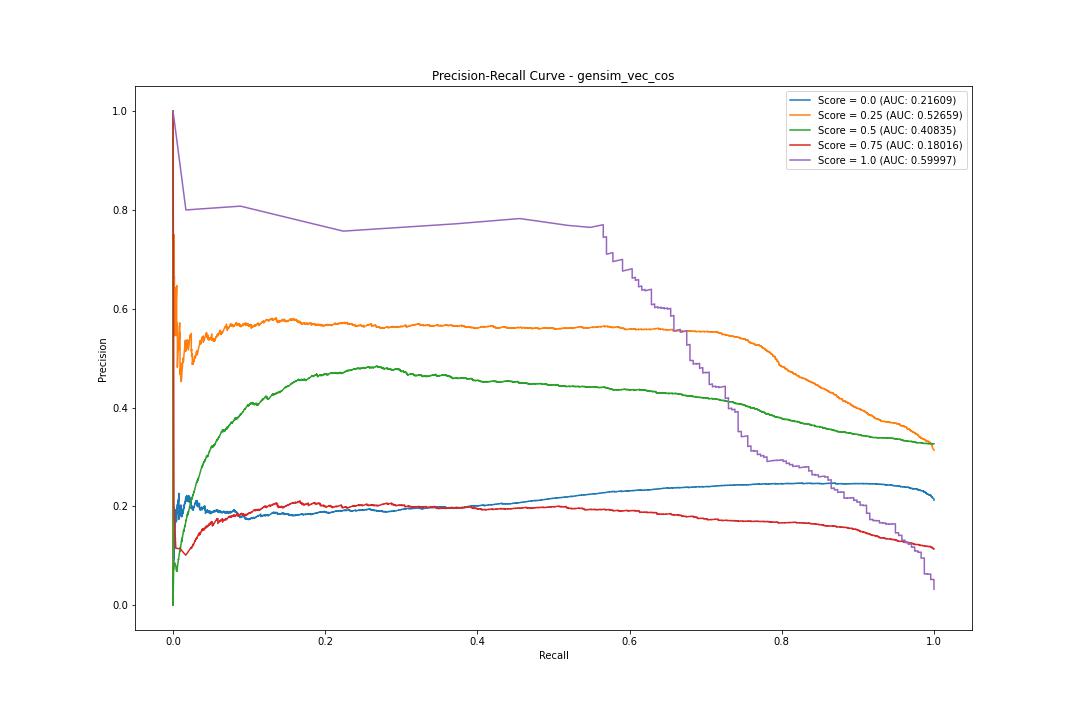 Precision-Recall Curve - gensim_vec_cos
Score = 0.0 (AUC: 0.21609)
Score = 0.25 (AUC: 0.52659)
Score = 0.5 (AUC: 0.40835)
Score = 0.75 (AUC: 0.18016)
Score = 1.0 (AUC: 0.59997)
Precision
1.0
0.8
0.6
0.4
0.2
0.0
0.0 0.2 0.4 0.6 0.8 1.0
Recall